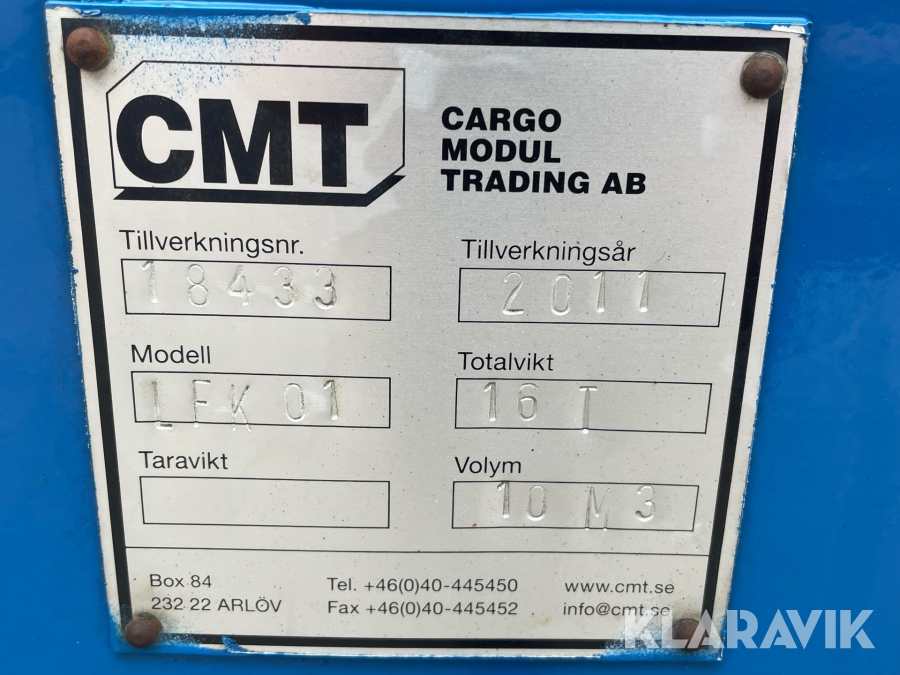 CMT
CARGO
MODUL
TRADING AB
Tillverkningsnr.
18433
Tillverkningsår
2011
Modell
LFK 01
Totalvikt
16 T
Taravikt
Volym
10 M3
Box 84
232 22 ARLÖV
Tel. +46(0)40-445450
Fax +46(0)40-445452
www.cmt.se
info@cmt.se
KLARAVIK